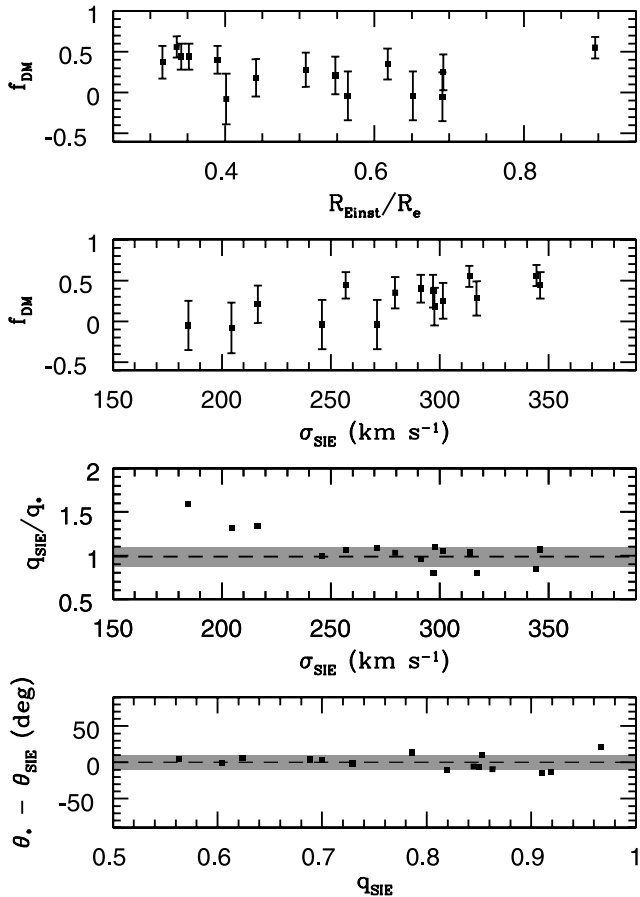 1
0.5
0
-0.5
f_DM
0.4 0.6 0.8
R_Einst/R_e
1
0.5
0
-0.5
f_DM
150 200 250 300 350
σ_SIE (km s⁻¹)
2
1.5
1
0.5
q_SIE/q_*
150 200 250 300 350
σ_SIE (km s⁻¹)
50
0
-50
θ_* − θ_SIE (deg)
0.5 0.6 0.7 0.8 0.9 1
q_SIE